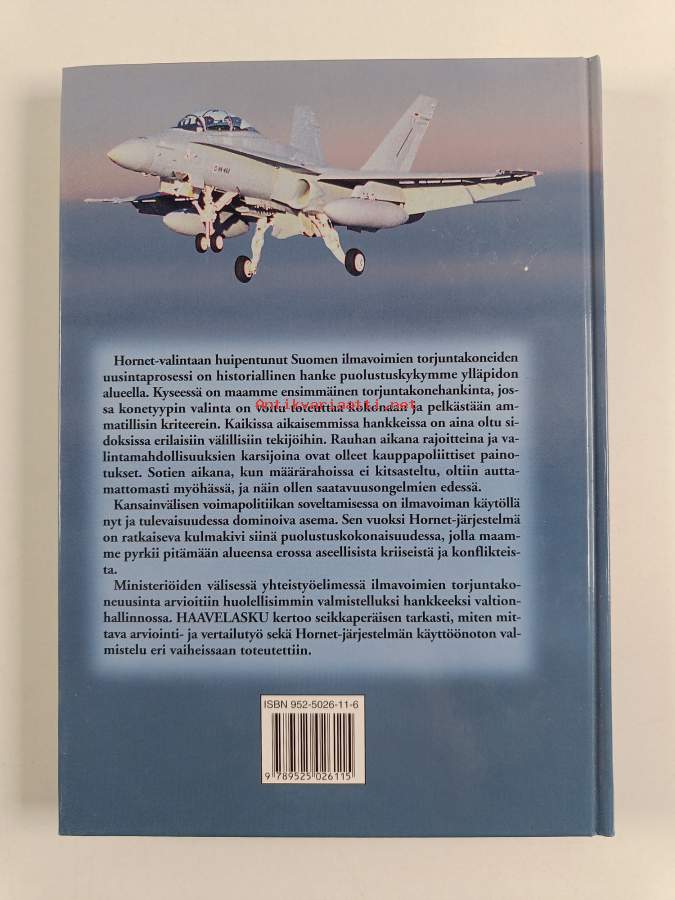 Hornet-valintaan huipentunut Suomen ilmavoimien torjuntakoneiden
uusintaprosessi on historiallinen hanke puolustuskykymme ylläpidon
alueella. Kyseessä on maamme ensimmäinen torjuntakonehankinta, jos-
sa konetyypin valinta on voitu toteuttaa kokonaan ja pelkästään am-
Antikvariaatti.net
matillisin kriteerein. Kaikissa aikaisemmissa hankkeissa on aina oltu si-
doksissa erilaisiin välillisiin tekijöihin. Rauhan aikana rajoitteina ja va-
lintamahdollisuuksien karsijoina ovat olleet kauppapoliittiset paino-
tukset. Sotien aikana, kun määrärahoissa ei kitsasteltu, oltiin autta-
mattomasti myöhässä, ja näin ollen saatavuusongelmien edessä.
Kansainvälisen voimapolitiikan soveltamisessa on ilmavoiman käytöllä
nyt ja tulevaisuudessa dominoiva asema. Sen vuoksi Hornet-järjestelmä
on ratkaiseva kulmakivi siinä puolustuskokonaisuudessa, jolla maam-
me pyrkii pitämään alueensa erossa aseellisista kriiseistä ja konflikteis-
ta.
Ministeriöiden välisessä yhteistyöelimessä ilmavoimien torjuntako-
neuusinta arvioitiin huolellisimmin valmistelluksi hankkeeksi valtion-
hallinnossa. HAAVELASKU kertoo seikkaperäisen tarkasti, miten mit-
tava arviointi- ja vertailutyö sekä Hornet-järjestelmän käyttöönoton val-
mistelu eri vaiheissaan toteutettiin.
ISBN 952-5026-11-6
9 789525 026115